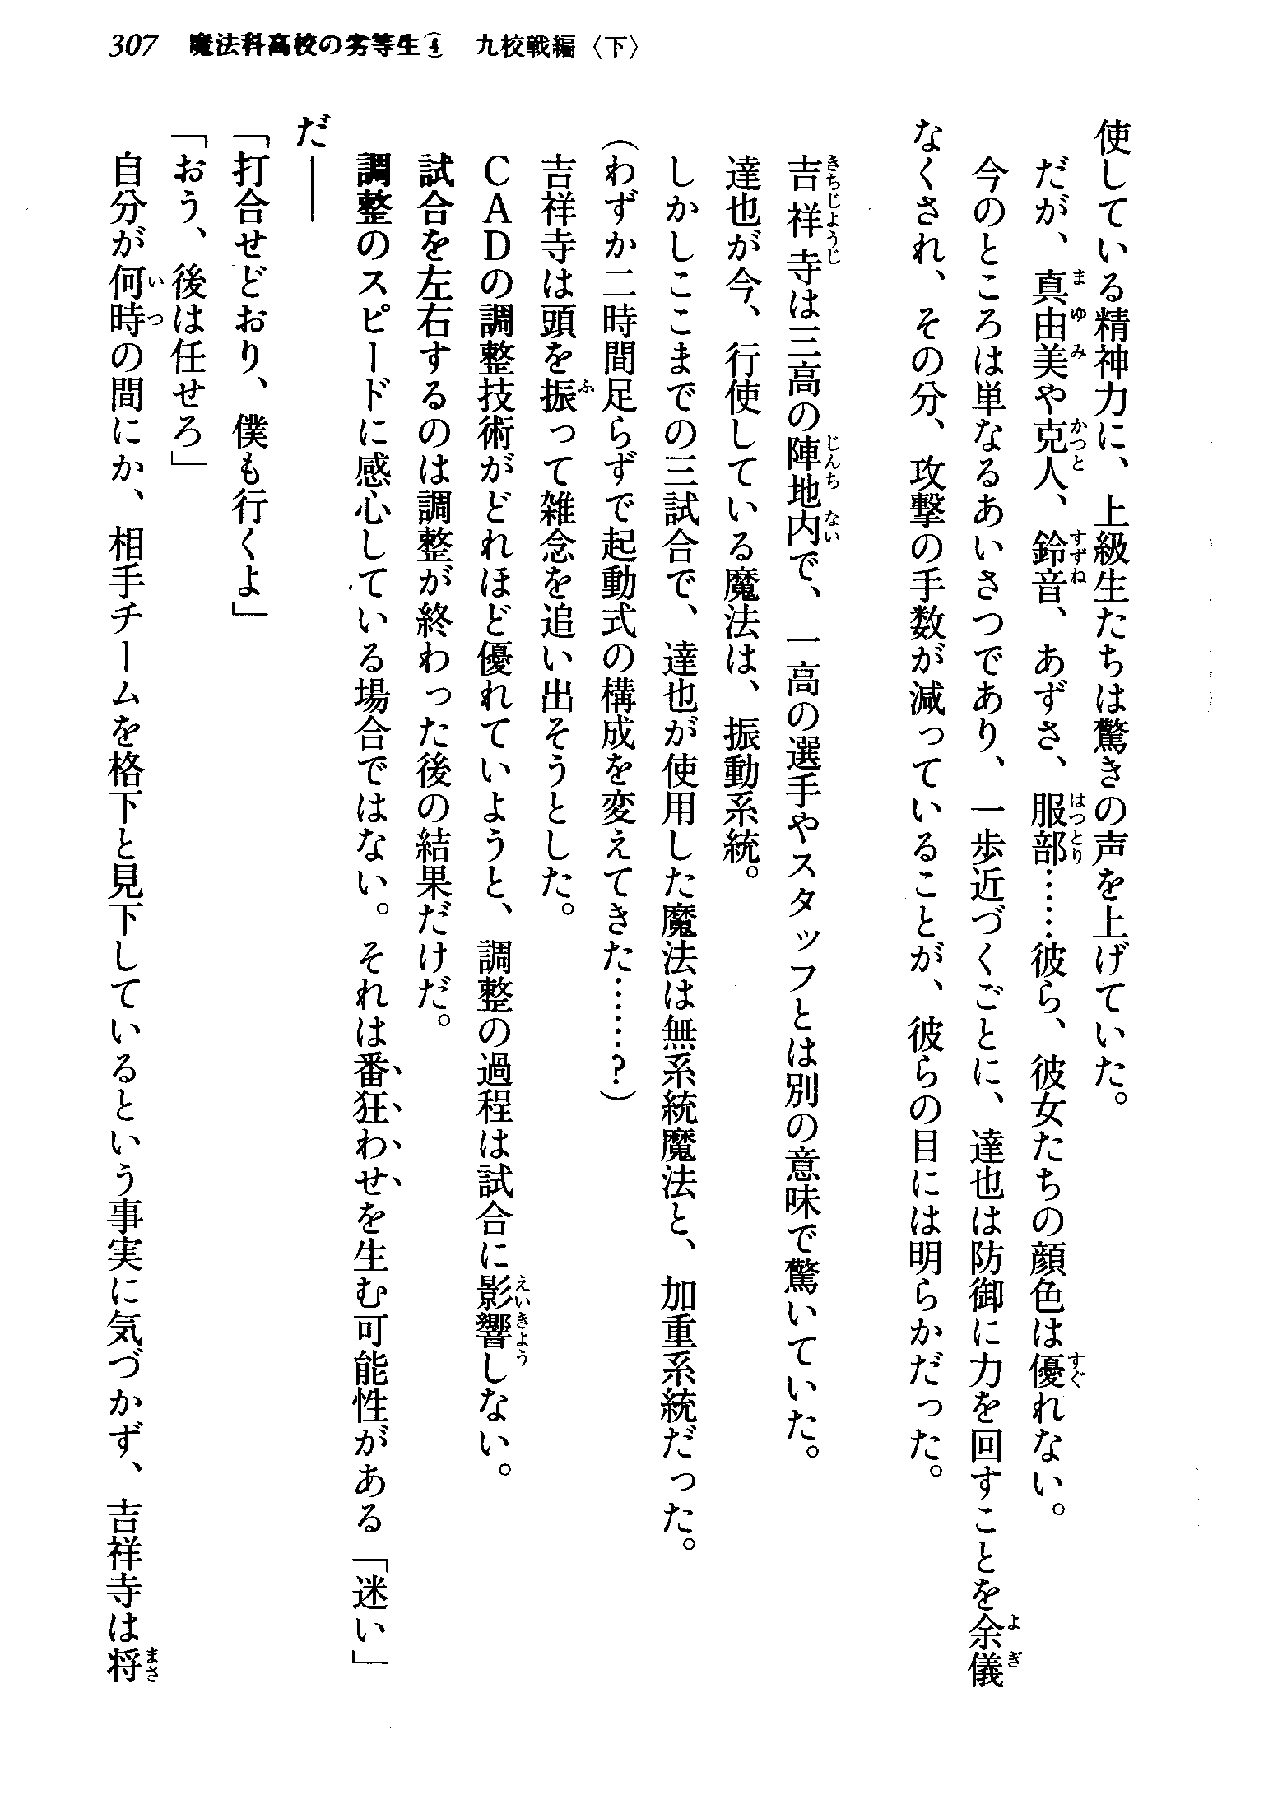 307 魔法科高校の劣等生④ 九校戦編〈下〉
使している精神力に、上級生たちは驚きの声を上げていた。
だが、真由美や克人、鈴音、あずさ、服部……彼ら、彼女たちの顔色は優れない。
今のところは単なるあいさつであり、一歩近づくごとに、達也は防御に力を回すことを余儀
なくされ、その分、攻撃の手数が減っていることが、彼らの目には明らかだった。
吉祥寺は三高の陣地内で、一高の選手やスタッフとは別の意味で驚いていた。
達也が今、行使している魔法は、振動系統。
しかしここまでの三試合で、達也が使用した魔法は無系統魔法と、加重系統だった。
（わずか二時間足らずで起動式の構成を変えてきた……？）
吉祥寺は頭を振って雑念を追い出そうとした。
ＣＡＤの調整技術がどれほど優れていようと、調整の過程は試合に影響しない。
試合を左右するのは調整が終わった後の結果だけだ。
調整のスピードに感心している場合ではない。それは番狂わせを生む可能性がある「迷い」
だ――
「打合せどおり、僕も行くよ」
「おう、後は任せろ」
自分が何時の間にか、相手チームを格下と見下しているという事実に気づかず、吉祥寺は将